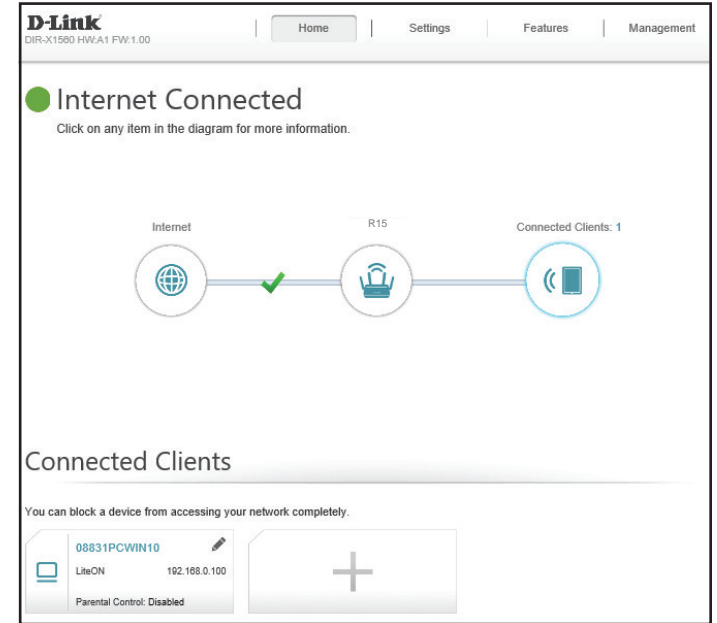 D-Link
DIR-X1560 HW:A1 FW:1.00
Home
Settings
Features
Management
Internet Connected
Click on any item in the diagram for more information.
Internet
R15
Connected Clients: 1
Connected Clients
You can block a device from accessing your network completely.
08831PCWIN10
LiteON 192.168.0.100
Parental Control: Disabled